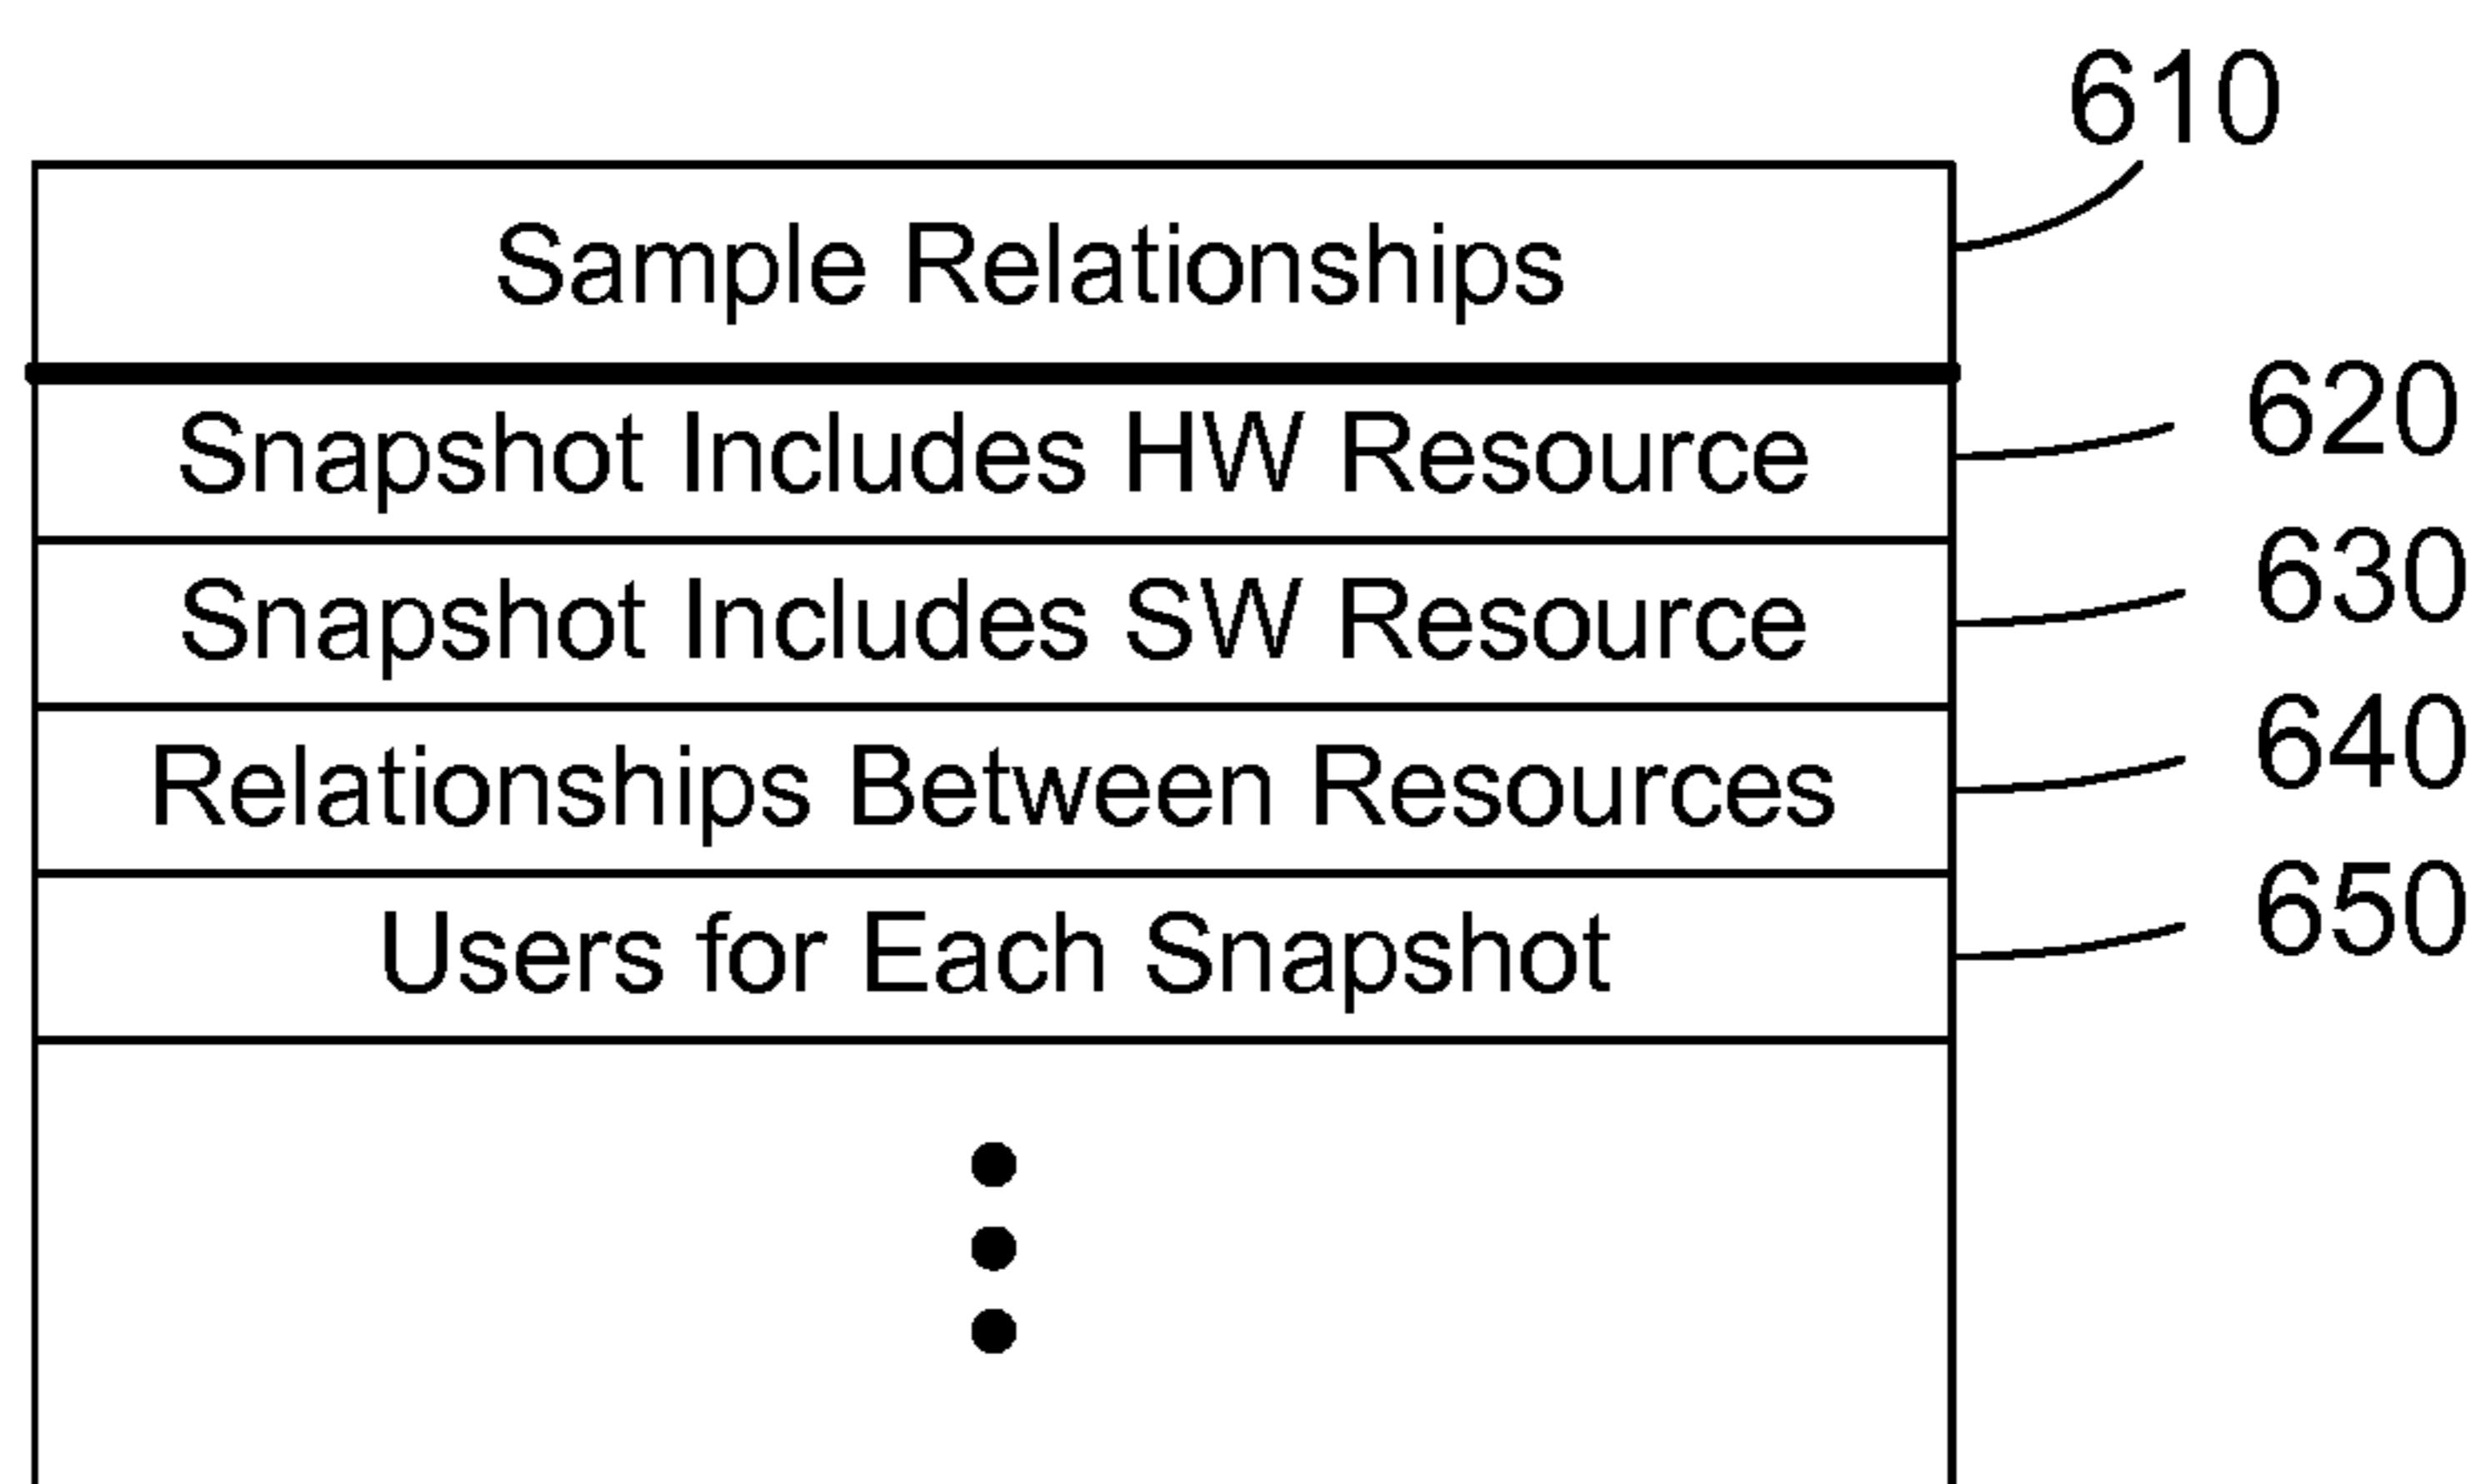 610
Sample Relationships
Snapshot Includes HW Resource 620
Snapshot Includes SW Resource 630
Relationships Between Resources 640
Users for Each Snapshot 650